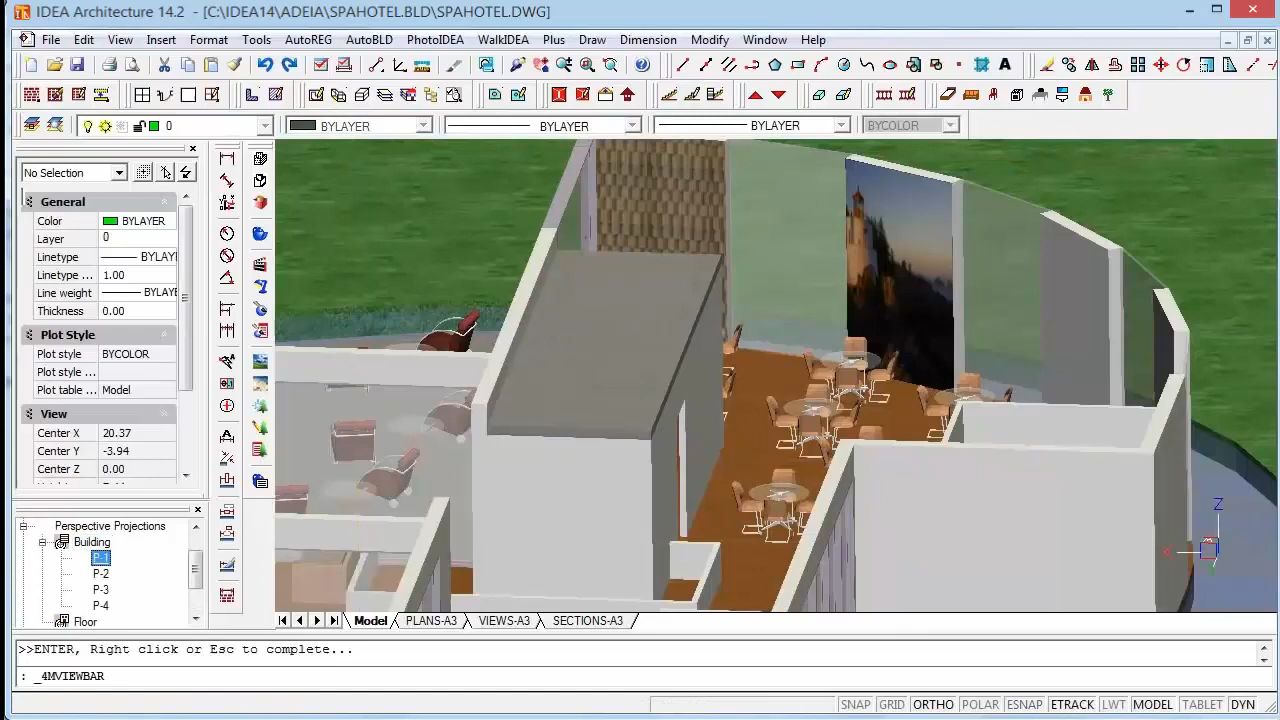 IDEA Architecture 14.2 - [C:\IDEA14\ADEIA\SPAHOTEL.BLD\SPAHOTEL.DWG]
File Edit View Insert Format Tools AutoREG AutoBLD PhotoIDEA WalkIDEA Plus Draw Dimension Modify Window Help
0 BYLAYER BYLAYER BYLAYER BYCOLOR
No Selection
General
Color BYLAYER
Layer 0
Linetype BYLAYE
Linetype ... 1.00
Line weight BYLAYE
Thickness 0.00
Plot Style
Plot style BYCOLOR
Plot style ...
Plot table ... Model
View
Center X 20.37
Center Y -3.94
Center Z 0.00
Perspective Projections
Building
P-1
P-2
P-3
P-4
Floor
Z
Model PLANS-A3 VIEWS-A3 SECTIONS-A3
>>ENTER, Right click or Esc to complete...
: _4MVIEWBAR
SNAP GRID ORTHO POLAR ESNAP ETRACK LWT MODEL TABLET DYN